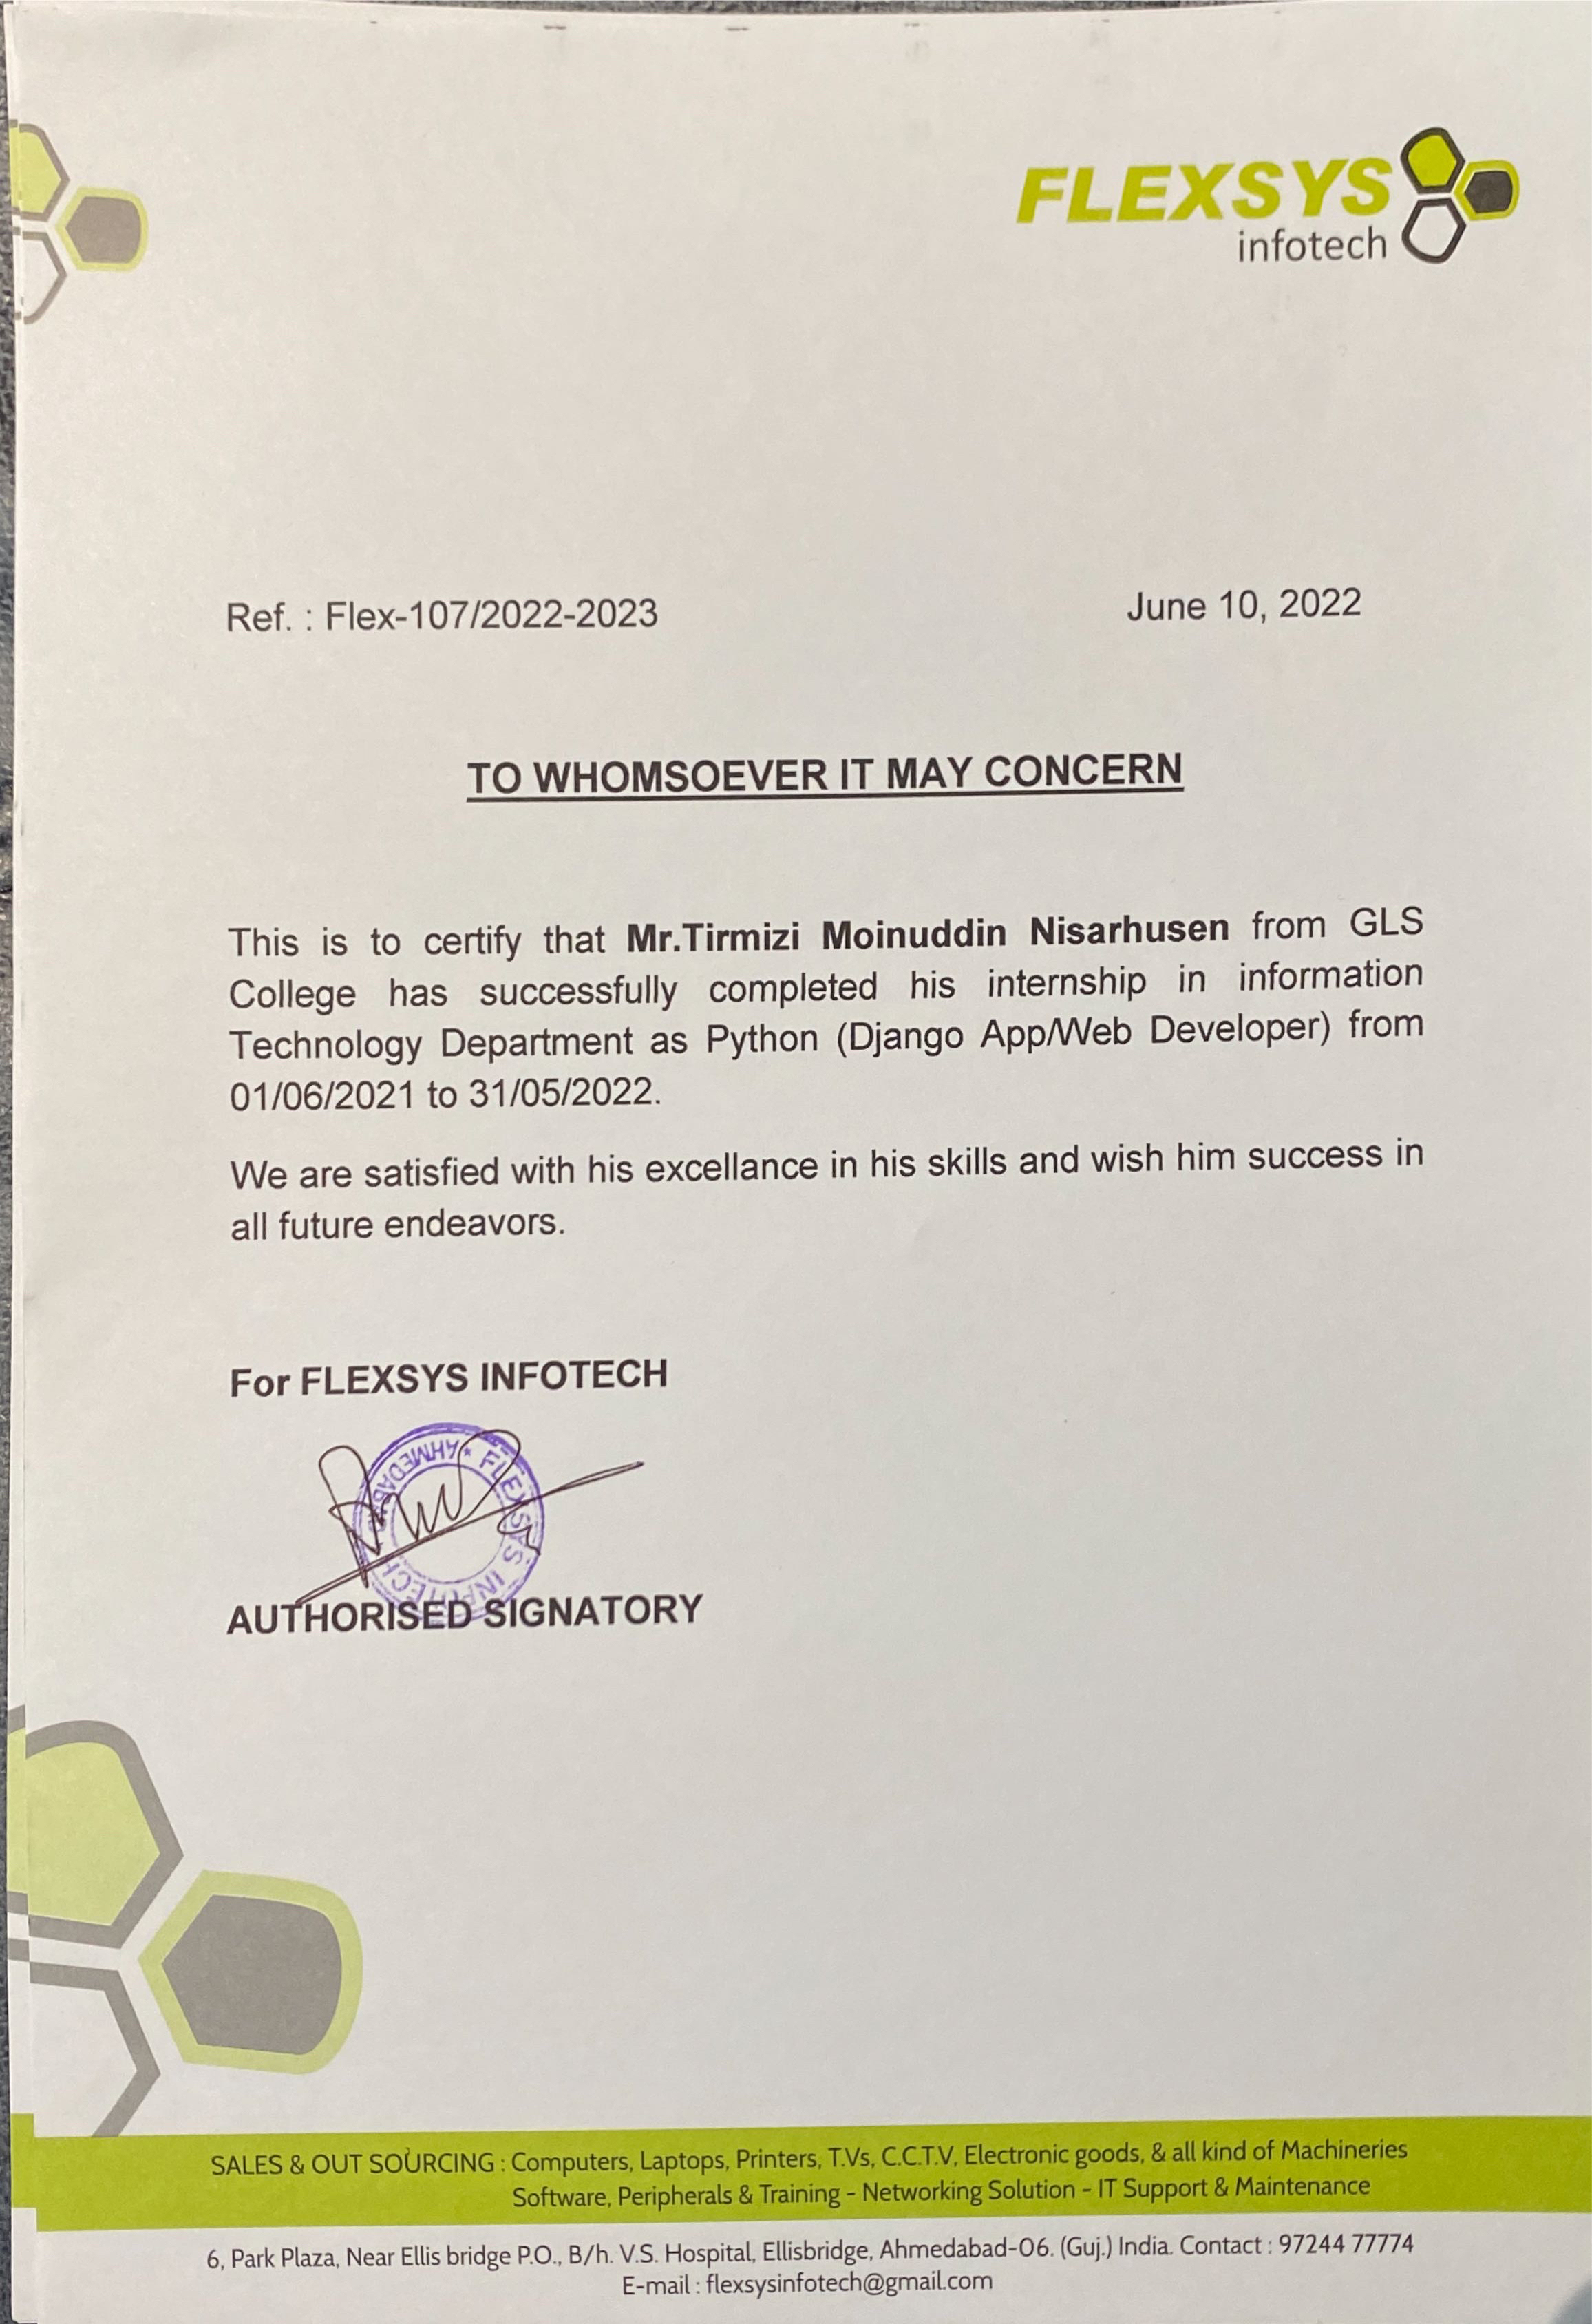 FLEXSYS
infotech
Ref. : Flex-107/2022-2023
June 10, 2022
TO WHOMSOEVER IT MAY CONCERN
This is to certify that Mr.Tirmizi Moinuddin Nisarhusen from GLS
College has successfully completed his internship in information
Technology Department as Python (Django App/Web Developer) from
01/06/2021 to 31/05/2022.
We are satisfied with his excellance in his skills and wish him success in
all future endeavors.
For FLEXSYS INFOTECH
FLEXSYS INFOTECH * AHMEDABAD
AUTHORISED SIGNATORY
SALES & OUT SOURCING : Computers, Laptops, Printers, T.Vs, C.C.T.V, Electronic goods, & all kind of Machineries
Software, Peripherals & Training - Networking Solution - IT Support & Maintenance
6, Park Plaza, Near Ellis bridge P.O., B/h. V.S. Hospital, Ellisbridge, Ahmedabad-06. (Guj.) India. Contact : 97244 77774
E-mail : flexsysinfotech@gmail.com